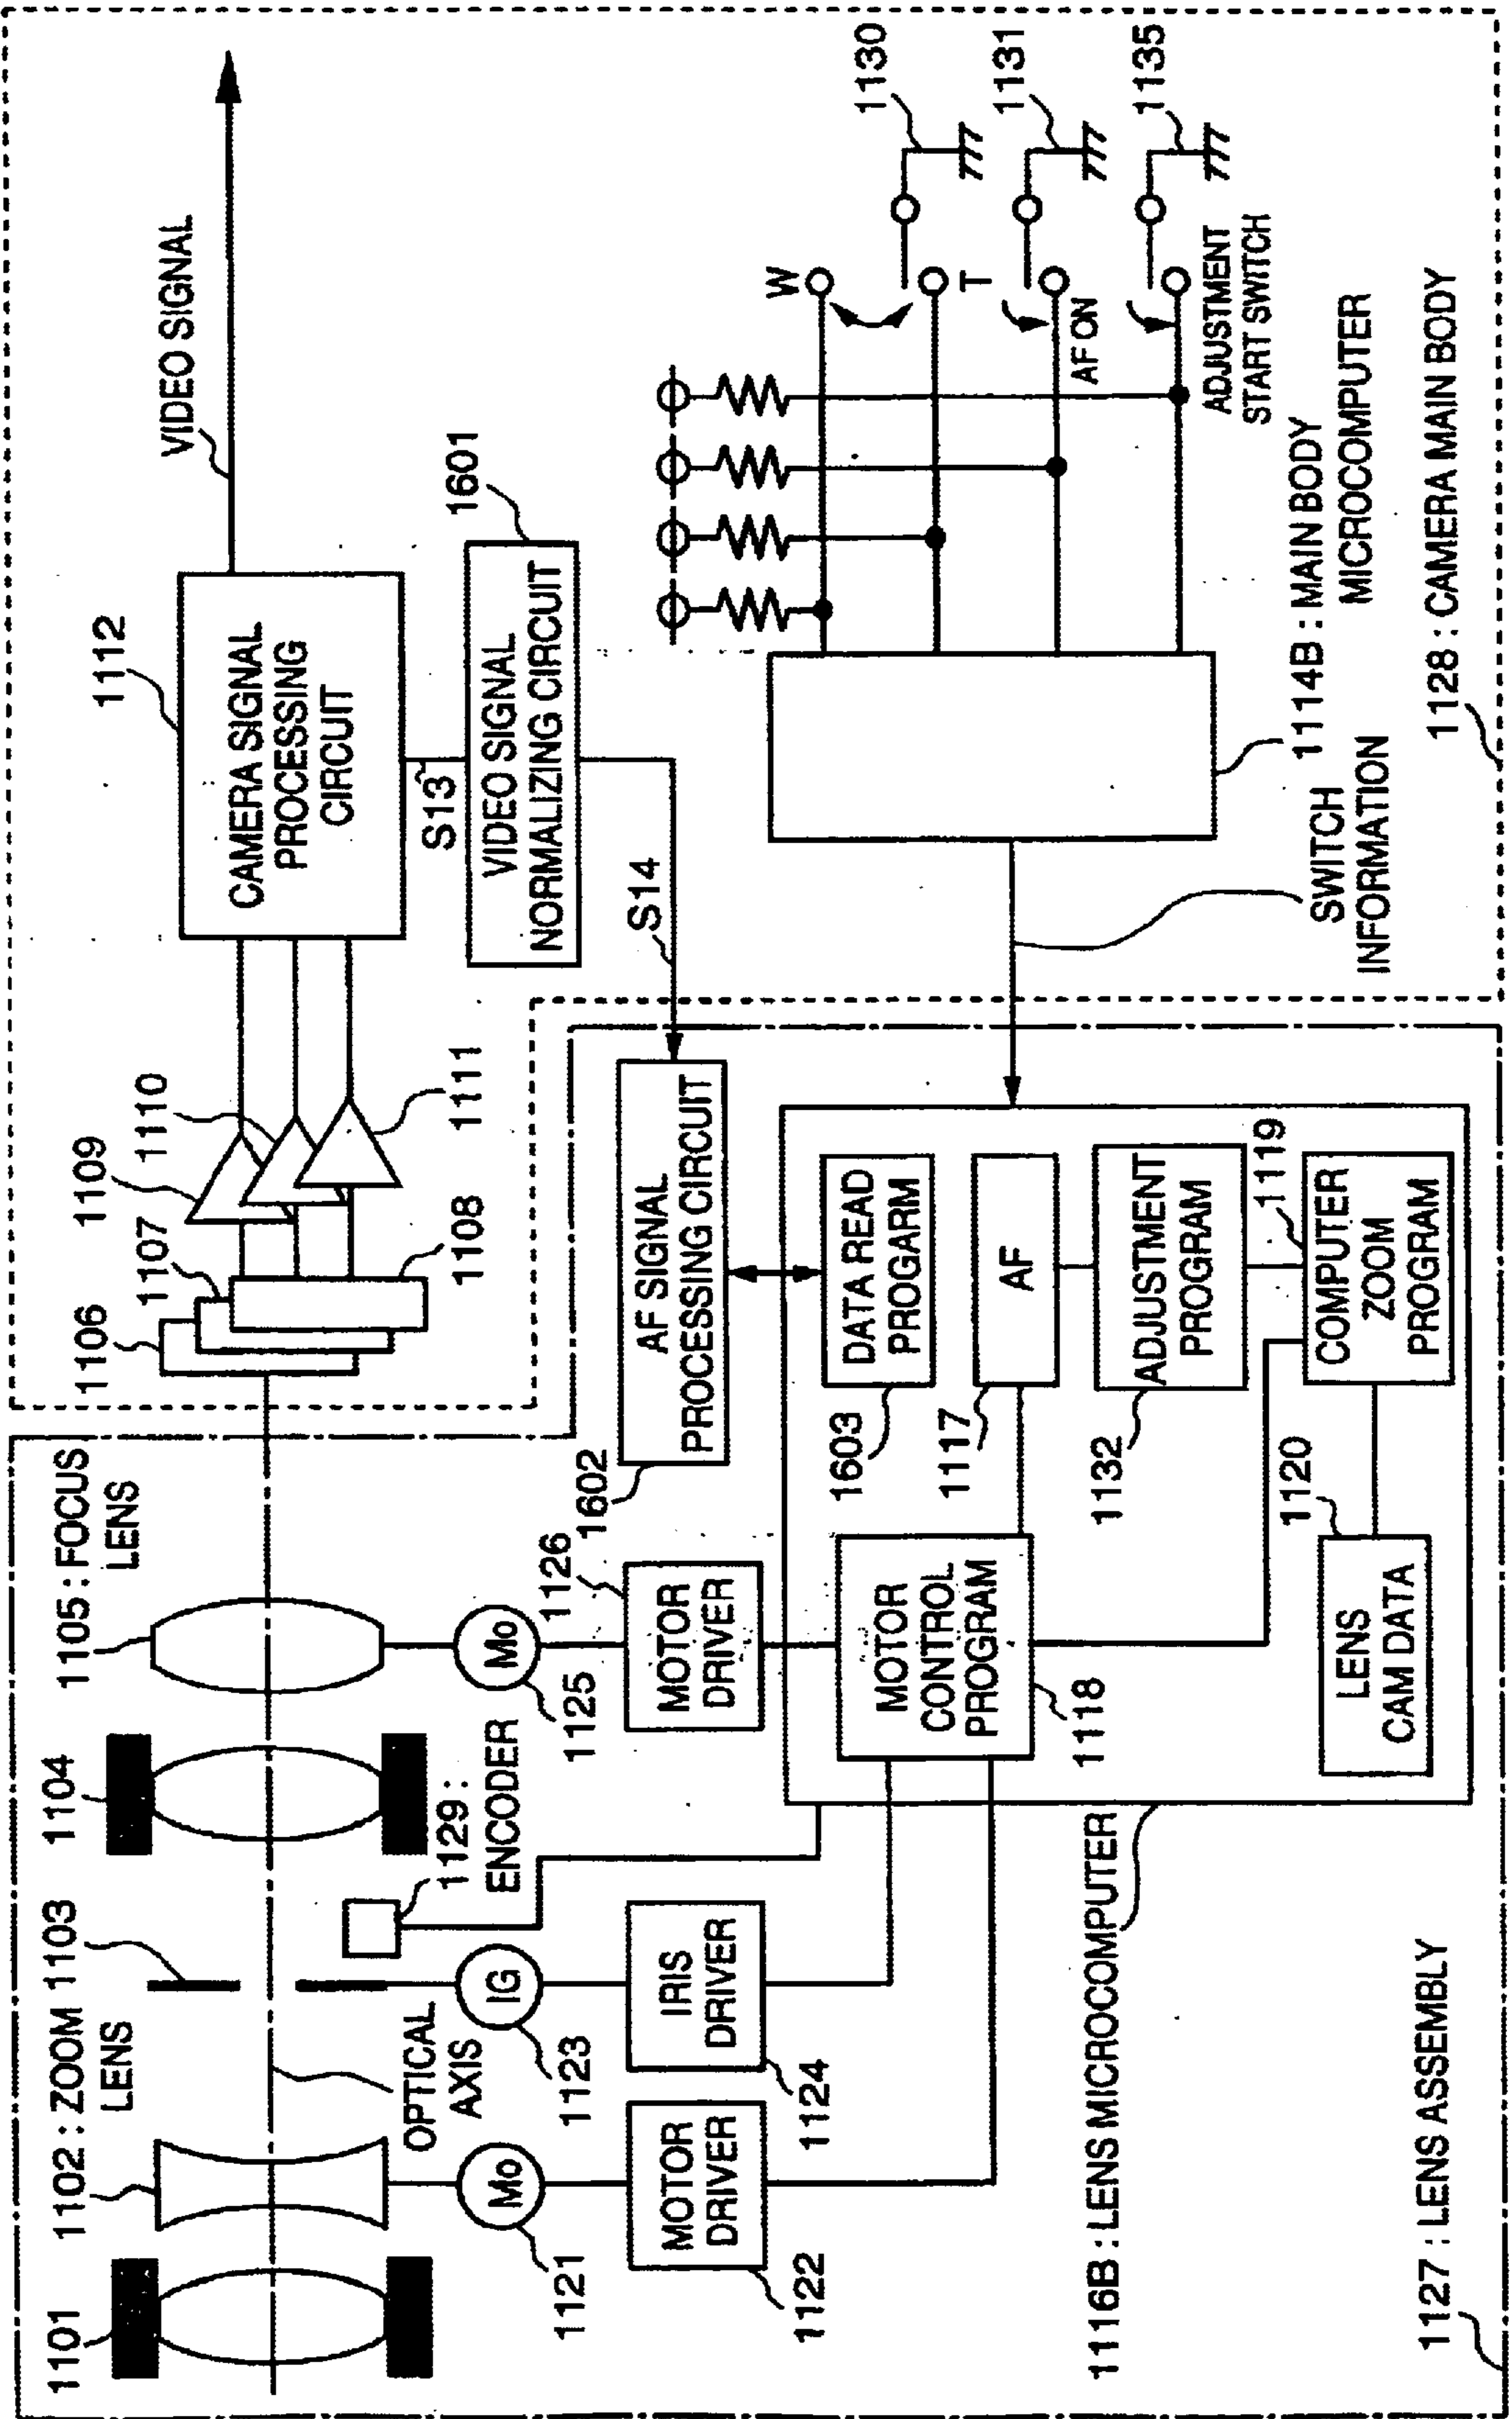 1101
1102 : ZOOM
LENS
1103
1104
1105 : FOCUS
LENS
1106
1107
1108
1109
1110
1111
1112
CAMERA SIGNAL
PROCESSING
CIRCUIT
VIDEO SIGNAL
S13
1601
VIDEO SIGNAL
NORMALIZING CIRCUIT
S14
OPTICAL
AXIS
1129 :
ENCODER
Mo
1121
IG
1123
Mo
1125
MOTOR
DRIVER
1122
IRIS
DRIVER
1124
MOTOR
DRIVER
1126
1602
AF SIGNAL
PROCESSING CIRCUIT
DATA READ
PROGARM
1603
AF
1117
ADJUSTMENT
PROGRAM
1132
1119
COMPUTER
ZOOM
PROGRAM
1120
LENS
CAM DATA
MOTOR
CONTROL
PROGRAM
1118
1116B : LENS MICROCOMPUTER
1127 : LENS ASSEMBLY
W
T
1130
AF ON
1131
1135
ADJUSTMENT
START SWITCH
1114B : MAIN BODY
MICROCOMPUTER
SWITCH
INFORMATION
1128 : CAMERA MAIN BODY